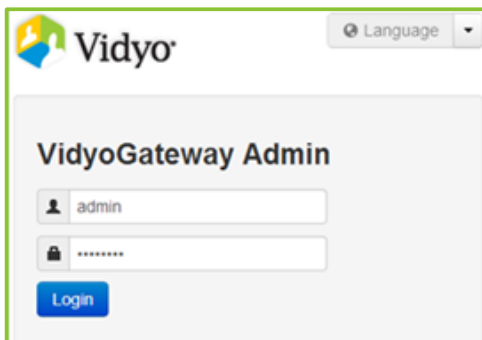 Vidyo
Language
VidyoGateway Admin
admin
••••••••
Login